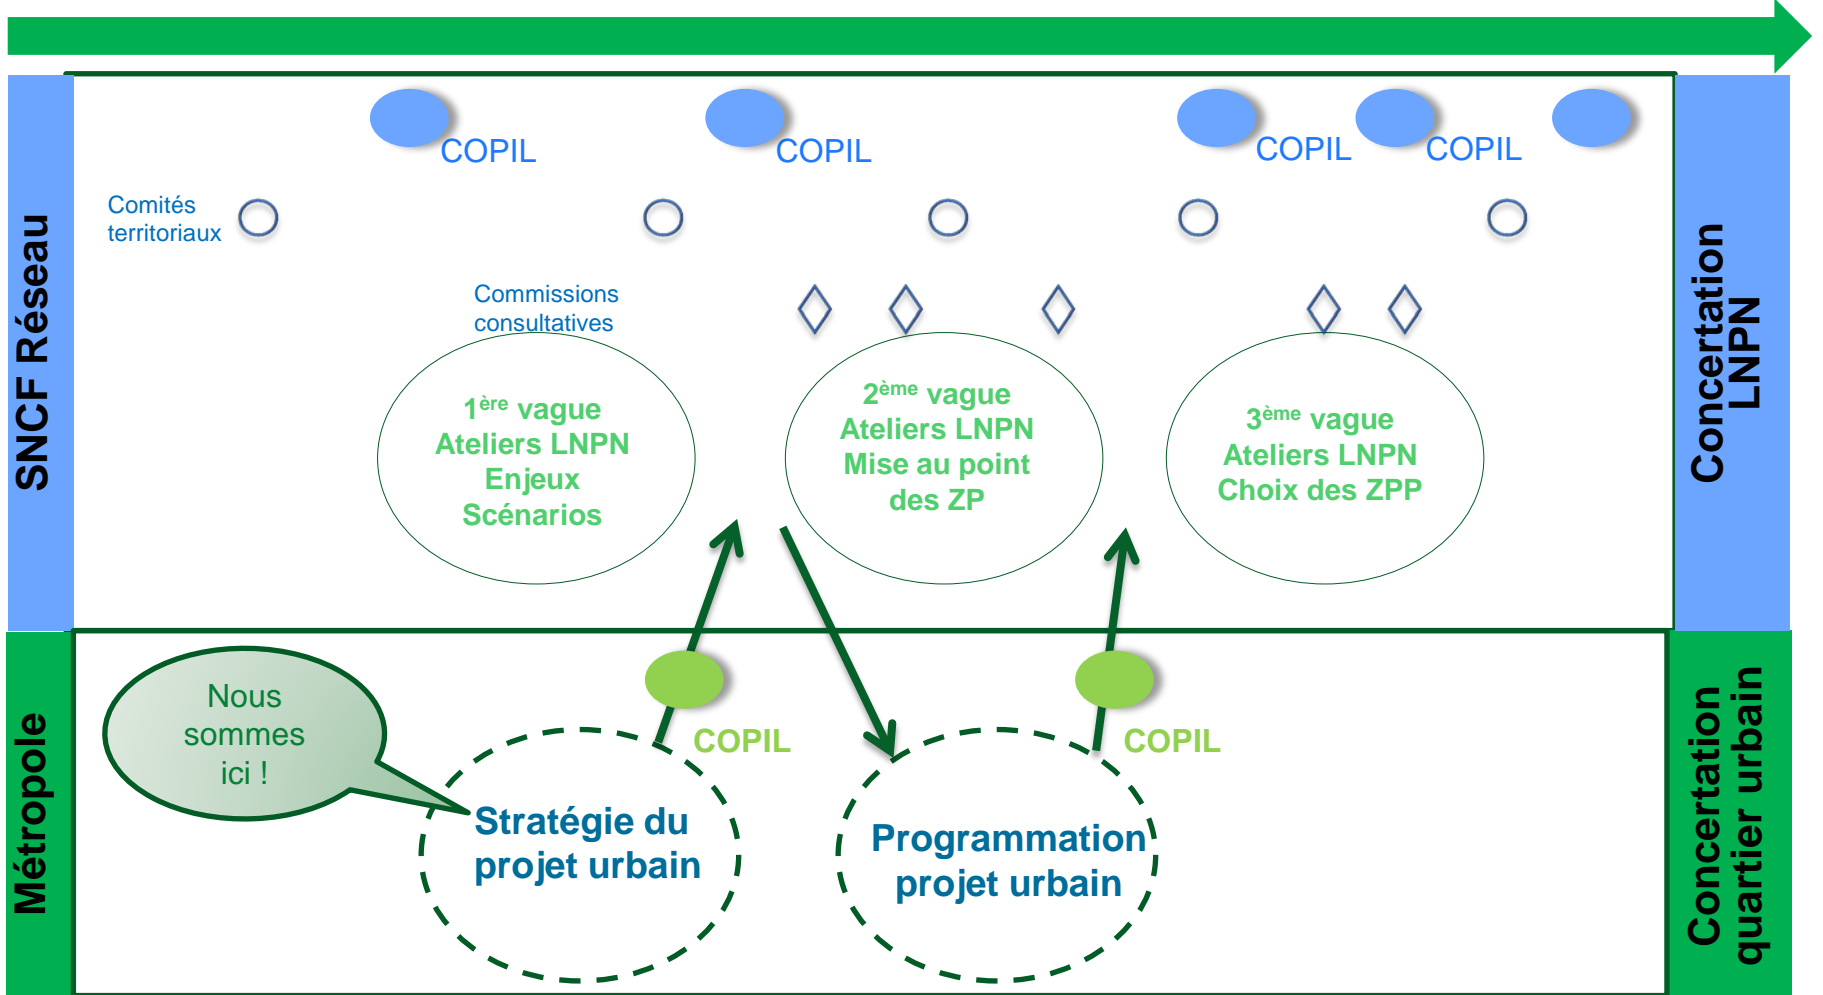 COPIL
COPIL
COPIL
COPIL
Comités
territoriaux
Commissions
consultatives
SNCF Réseau
Concertation
LNPN
1ère vague
Ateliers LNPN
Enjeux
Scénarios
2ème vague
Ateliers LNPN
Mise au point
des ZP
3ème vague
Ateliers LNPN
Choix des ZPP
Métropole
Nous
sommes
ici !
COPIL
COPIL
Stratégie du
projet urbain
Programmation
projet urbain
Concertation
quartier urbain